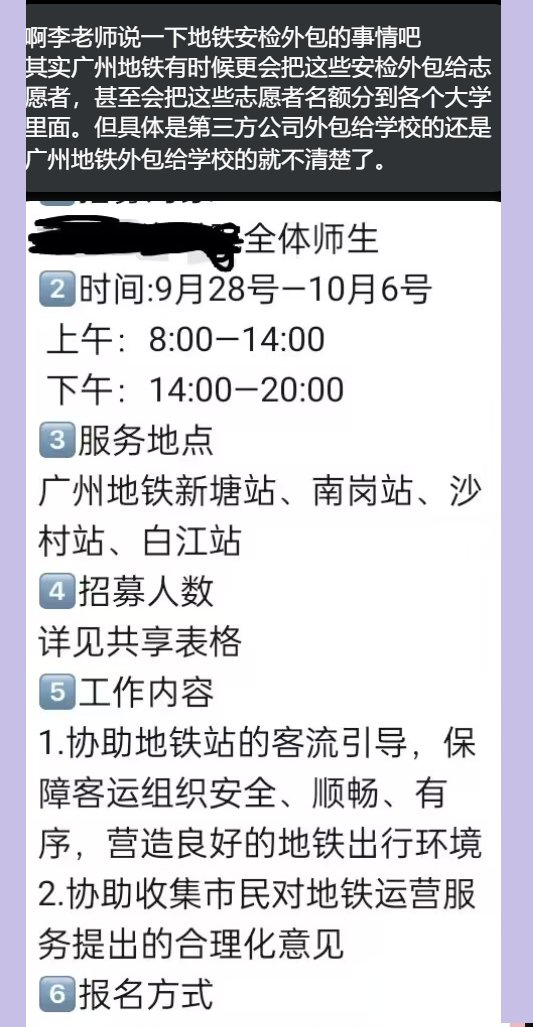 啊李老师说一下地铁安检外包的事情吧
其实广州地铁有时候更会把这些安检外包给志
愿者，甚至会把这些志愿者名额分到各个大学
里面。但具体是第三方公司外包给学校的还是
广州地铁外包给学校的就不清楚了。
全体师生
2 时间:9月28号—10月6号
上午：8:00—14:00
下午：14:00—20:00
3 服务地点
广州地铁新塘站、南岗站、沙
村站、白江站
4 招募人数
详见共享表格
5 工作内容
1.协助地铁站的客流引导，保
障客运组织安全、顺畅、有
序，营造良好的地铁出行环境
2.协助收集市民对地铁运营服
务提出的合理化意见
6 报名方式